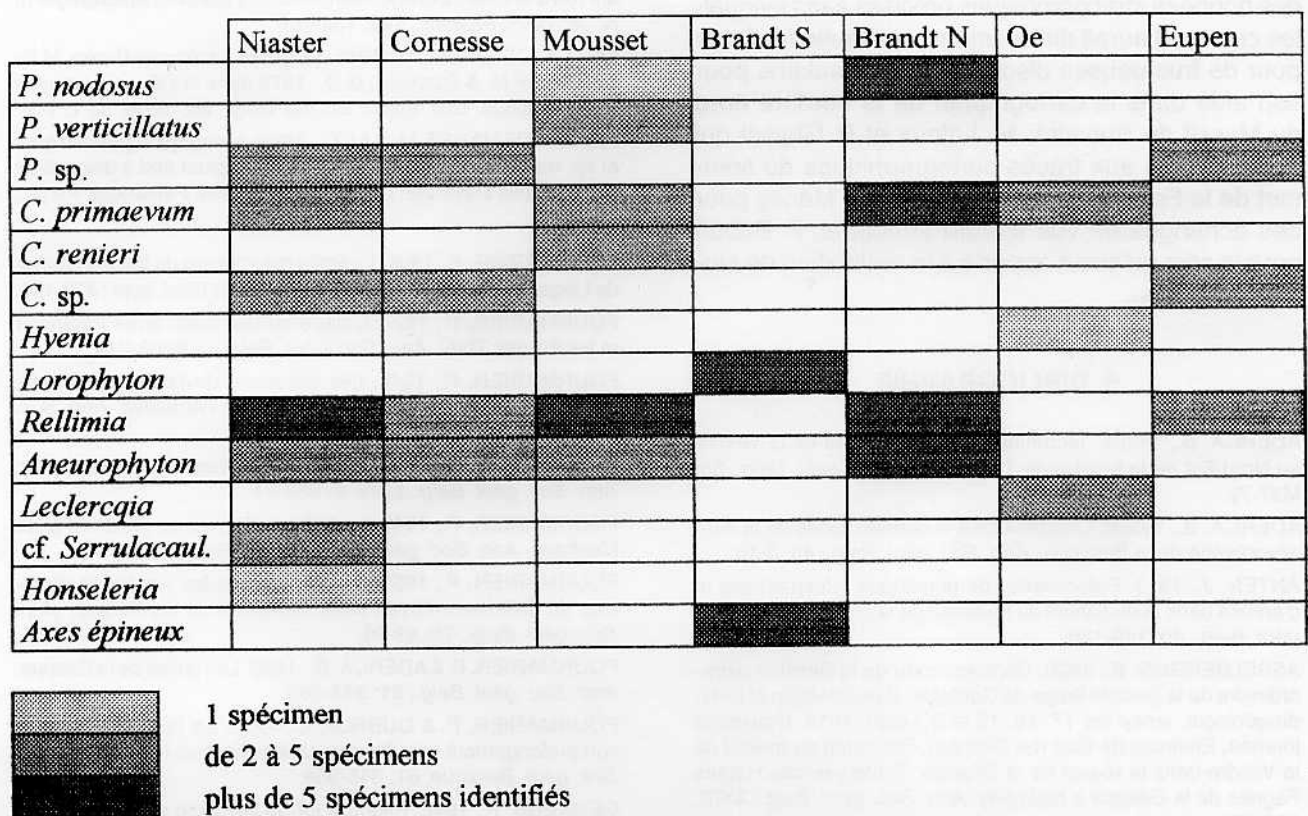 Niaster Cornesse Mousset Brandt S Brandt N Oe Eupen
P. nodosus
P. verticillatus
P. sp.
C. primaevum
C. renieri
C. sp.
Hyenia
Lorophyton
Rellimia
Aneurophyton
Leclercqia
cf. Serrulacaul.
Honseleria
Axes épineux
1 spécimen
de 2 à 5 spécimens
plus de 5 spécimens identifiés